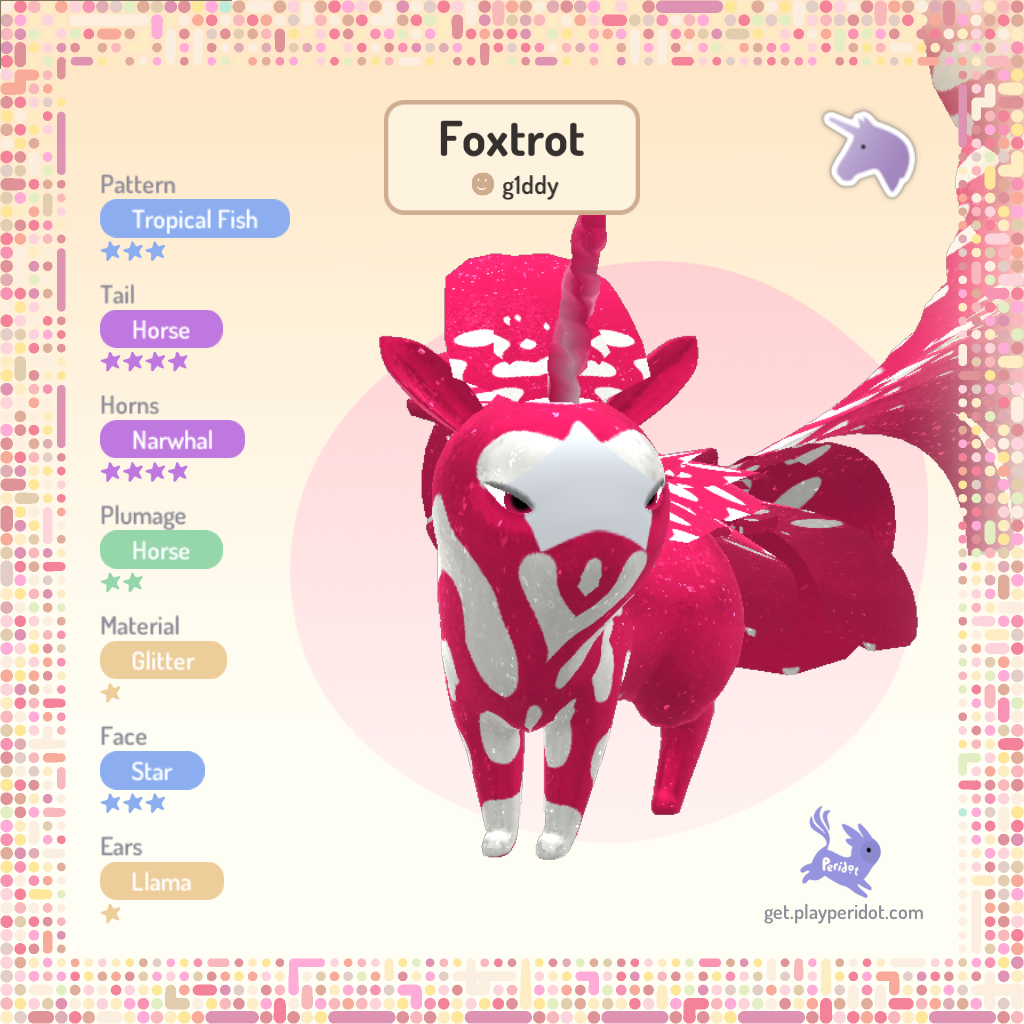 Foxtrot
g1ddy
Pattern
Tropical Fish
Tail
Horse
Horns
Narwhal
Plumage
Horse
Material
Glitter
Face
Star
Ears
Llama
Peridot
get.playperidot.com